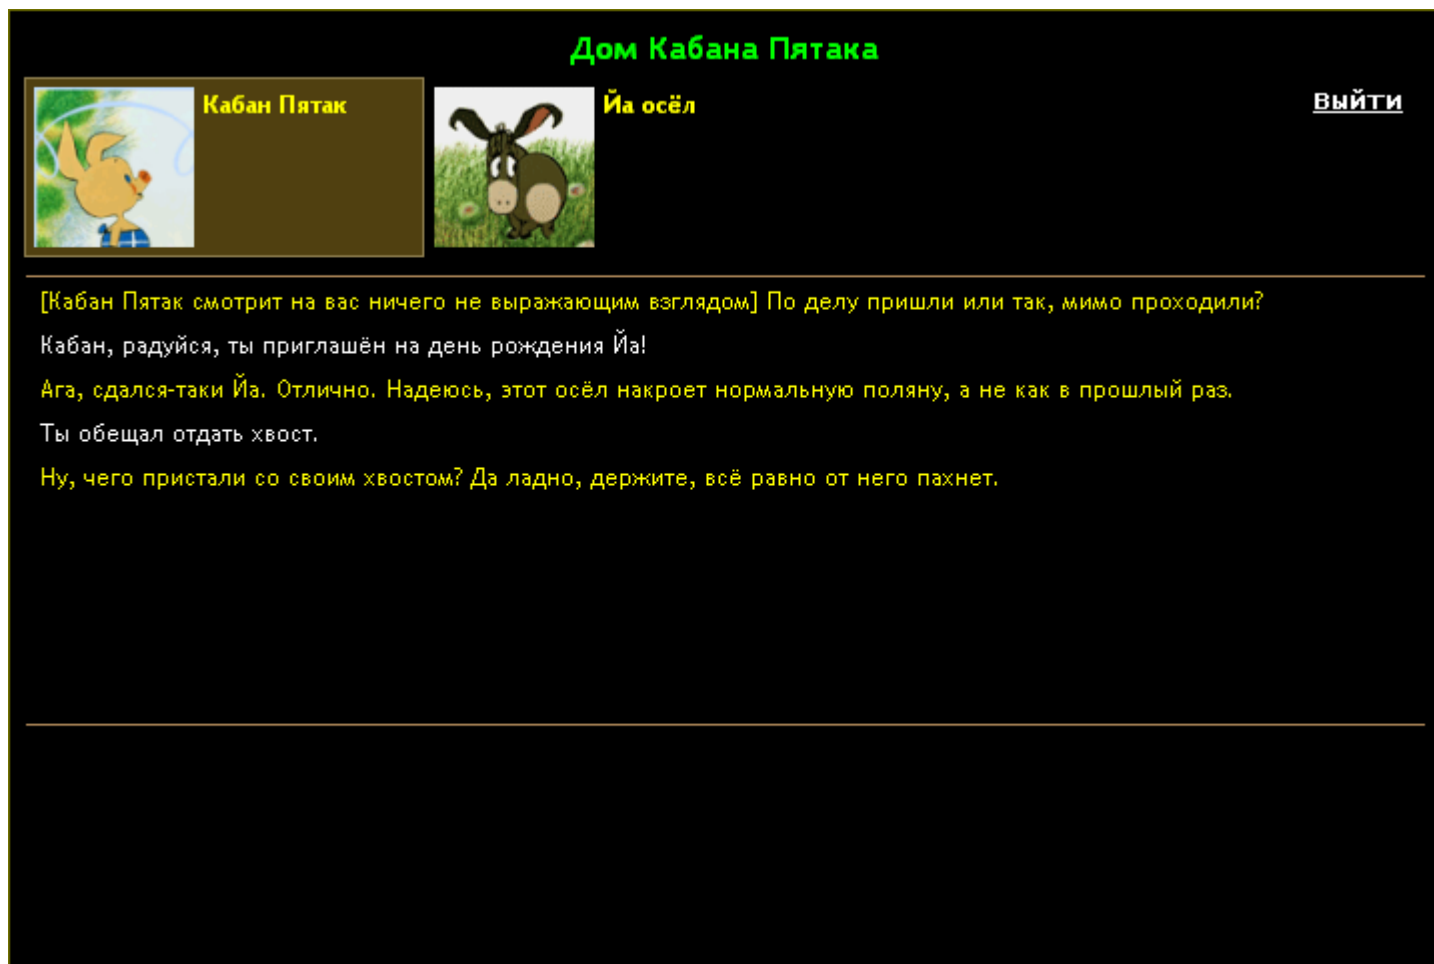 Дом Кабана Пятака
Кабан Пятак
Йа осёл
Выйти
[Кабан Пятак смотрит на вас ничего не выражающим взглядом] По делу пришли или так, мимо проходили?
Кабан, радуйся, ты приглашён на день рождения Йа!
Ага, сдался-таки Йа. Отлично. Надеюсь, этот осёл накроет нормальную поляну, а не как в прошлый раз.
Ты обещал отдать хвост.
Ну, чего пристали со своим хвостом? Да ладно, держите, всё равно от него пахнет.